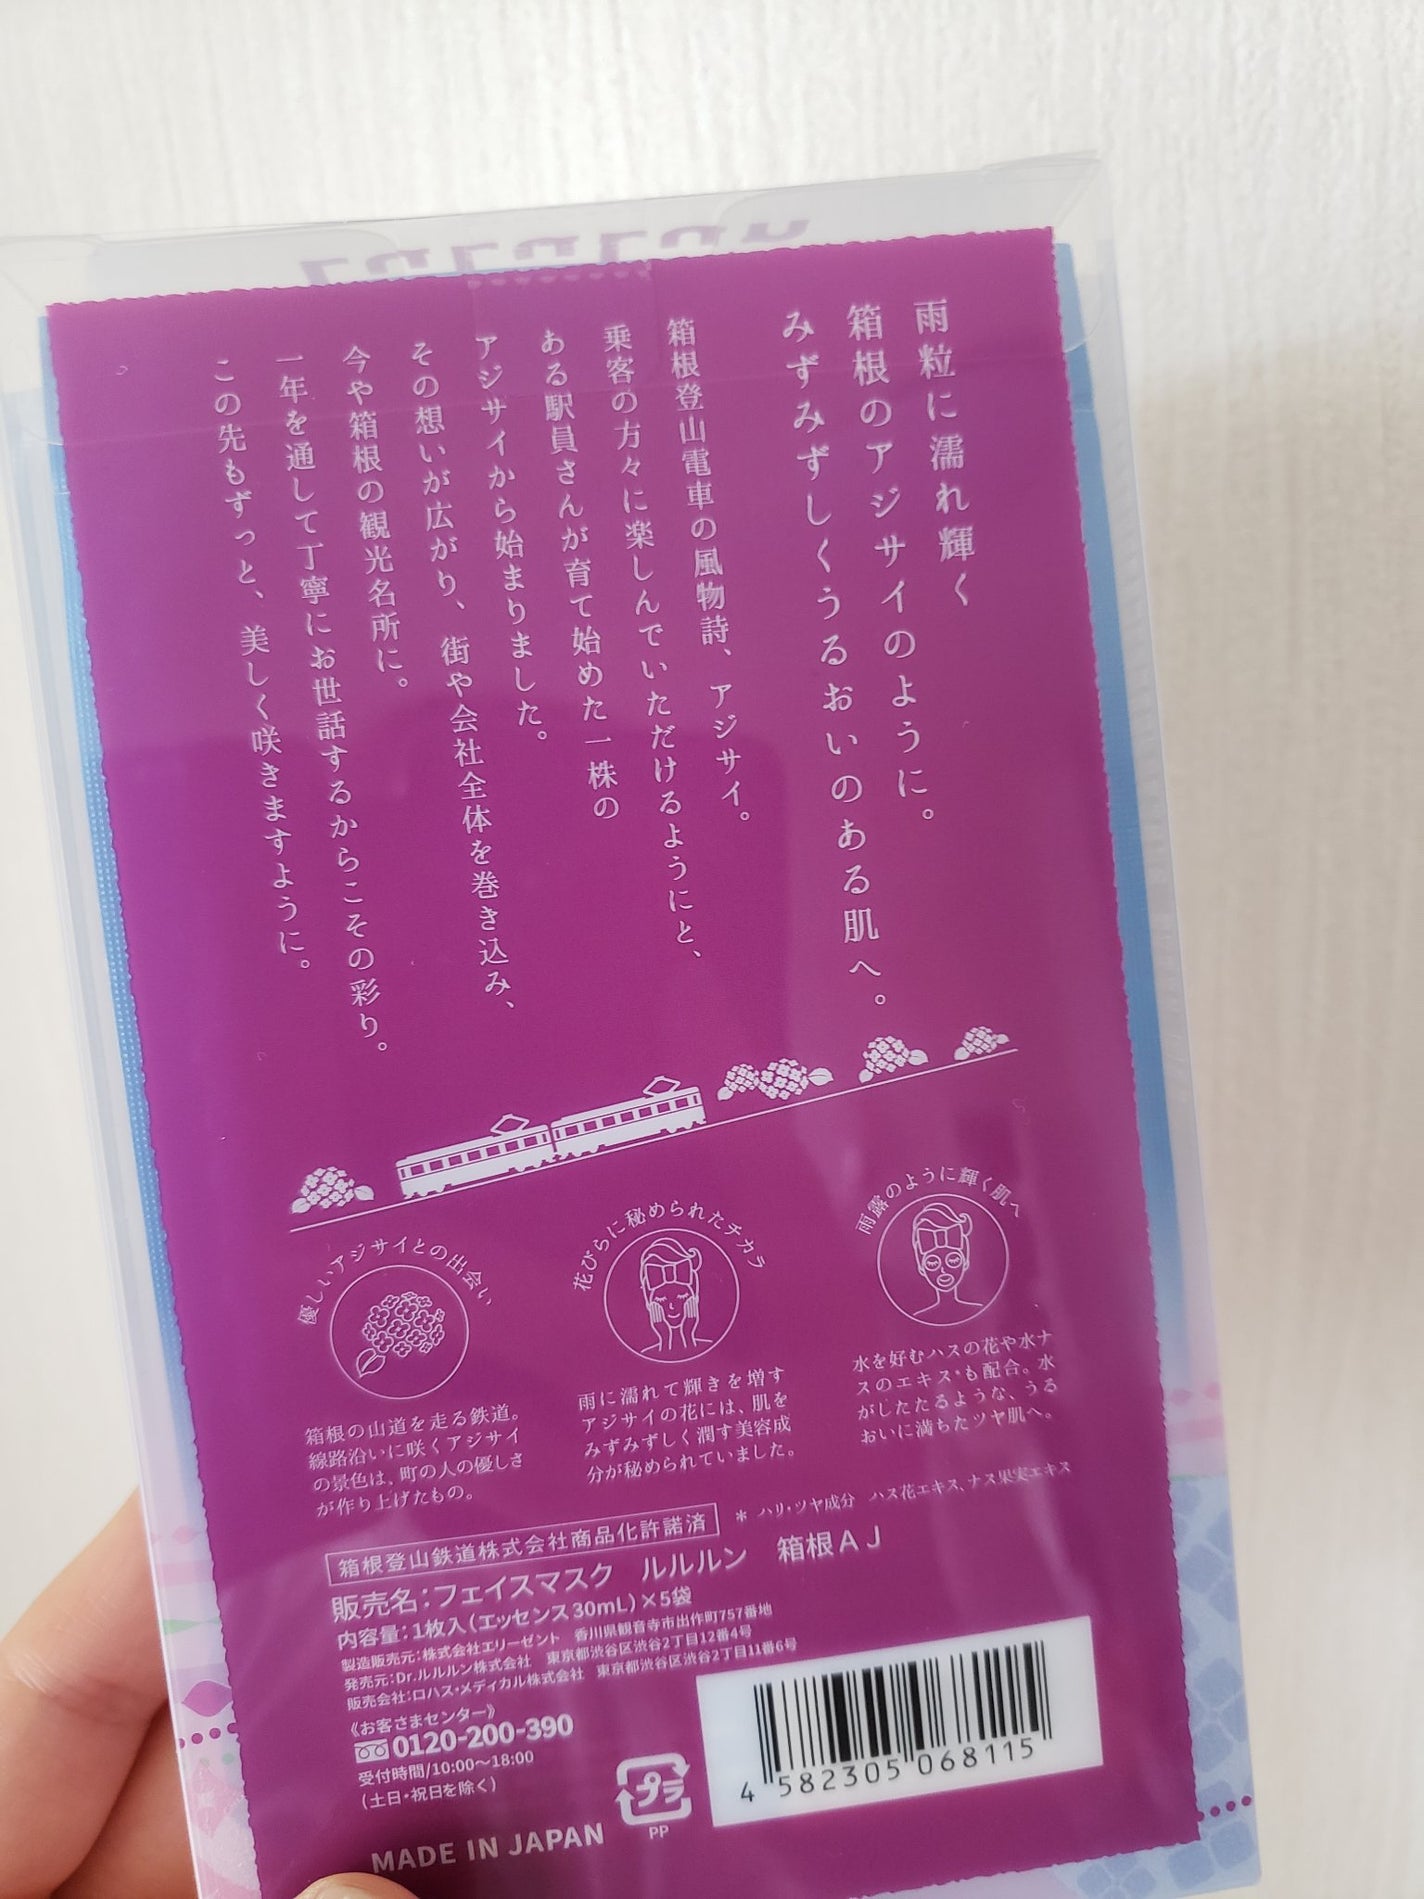 雨粒に濡れ輝く
箱根のアジサイのように。
みずみずしくうるおいのある肌へ。
箱根登山電車の風物詩、アジサイ。
乗客の方々に楽しんでいただけるようにと、
ある駅員さんが育て始めた一株の
アジサイから始まりました。
その想いが広がり、街や会社全体を巻き込み、
今や箱根の観光名所に。
一年を通して丁寧にお世話するからこその彩り。
この先もずっと、美しく咲きますように。
優しいアジサイとの出会い
箱根の山道を走る鉄道。
線路沿いに咲くアジサイ
の景色は、町の人の優しさ
が作り上げたもの。
花びらに秘められたチカラ
雨に濡れて輝きを増す
アジサイの花には、肌を
みずみずしく潤す美容成
分が秘められていました。
雨露のように輝く肌へ
水を好むハスの花や水ナ
スのエキス*も配合。水
がしたたるような、うる
おいに満ちたツヤ肌へ。
* ハリ・ツヤ成分 ハス花エキス、ナス果実エキス
箱根登山鉄道株式会社商品化許諾済
販売名:フェイスマスク ルルルン 箱根AJ
内容量:1枚入(エッセンス30mL)×5袋
製造販売元:株式会社エリーゼント 香川県観音寺市出作町757番地
発売元:Dr.ルルルン株式会社 東京都渋谷区渋谷2丁目12番4号
販売会社:ロハス・メディカル株式会社 東京都渋谷区渋谷2丁目11番6号
《お客さまセンター》
0120-200-390
受付時間/10:00〜18:00
(土日・祝日を除く)
MADE IN JAPAN
プラ
PP
4 582305 068115